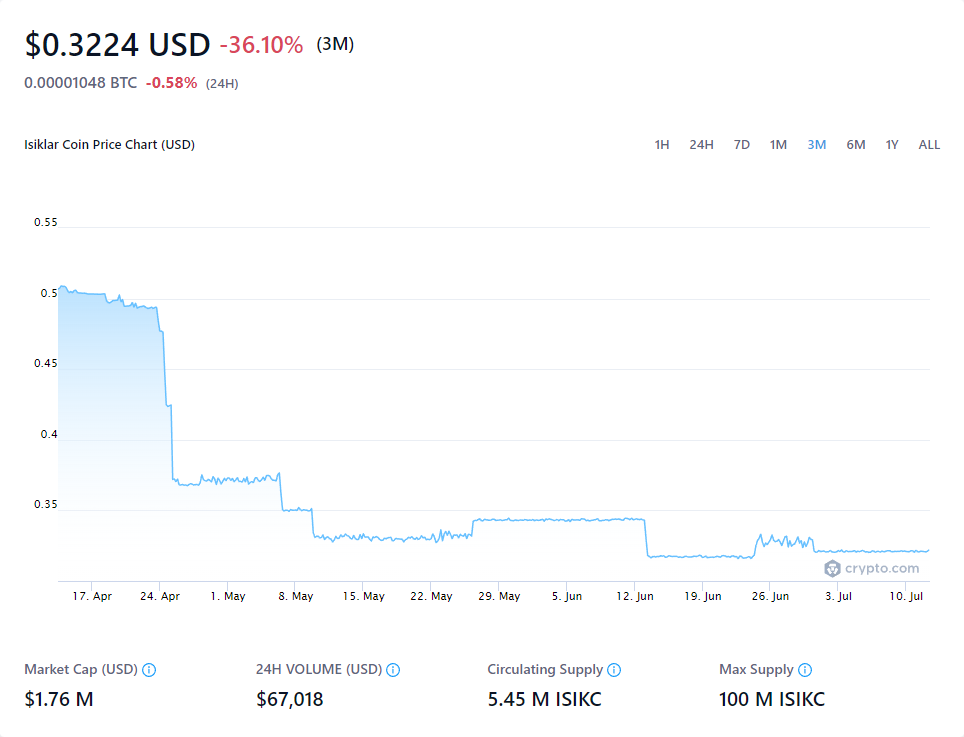 $0.3224 USD -36.10% (3M)
0.00001048 BTC -0.58% (24H)
Isiklar Coin Price Chart (USD) 1H 24H 7D 1M 3M 6M 1Y ALL
0.55
0.5
0.45
0.4
0.35
crypto.com
17. Apr 24. Apr 1. May 8. May 15. May 22. May 29. May 5. Jun 12. Jun 19. Jun 26. Jun 3. Jul 10. Jul
Market Cap (USD) 24H VOLUME (USD) Circulating Supply Max Supply
$1.76 M $67,018 5.45 M ISIKC 100 M ISIKC